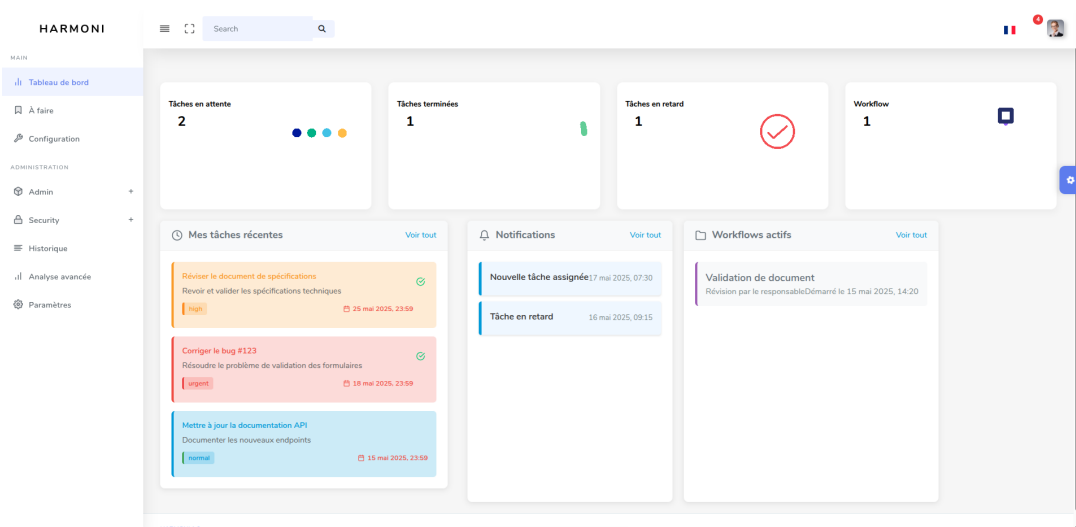 HARMONI
Search
4
MAIN
Tableau de bord
À faire
Configuration
ADMINISTRATION
Admin +
Security +
Historique
Analyse avancée
Paramètres
Tâches en attente
2
Tâches terminées
1
Tâches en retard
1
Workflow
1
Mes tâches récentes Voir tout
Réviser le document de spécifications
Revoir et valider les spécifications techniques
high 25 mai 2025, 23:59
Corriger le bug #123
Résoudre le problème de validation des formulaires
urgent 18 mai 2025, 23:59
Mettre à jour la documentation API
Documenter les nouveaux endpoints
normal 15 mai 2025, 23:59
Notifications Voir tout
Nouvelle tâche assignée17 mai 2025, 07:30
Tâche en retard 16 mai 2025, 09:15
Workflows actifs Voir tout
Validation de document
Révision par le responsableDémarré le 15 mai 2025, 14:20